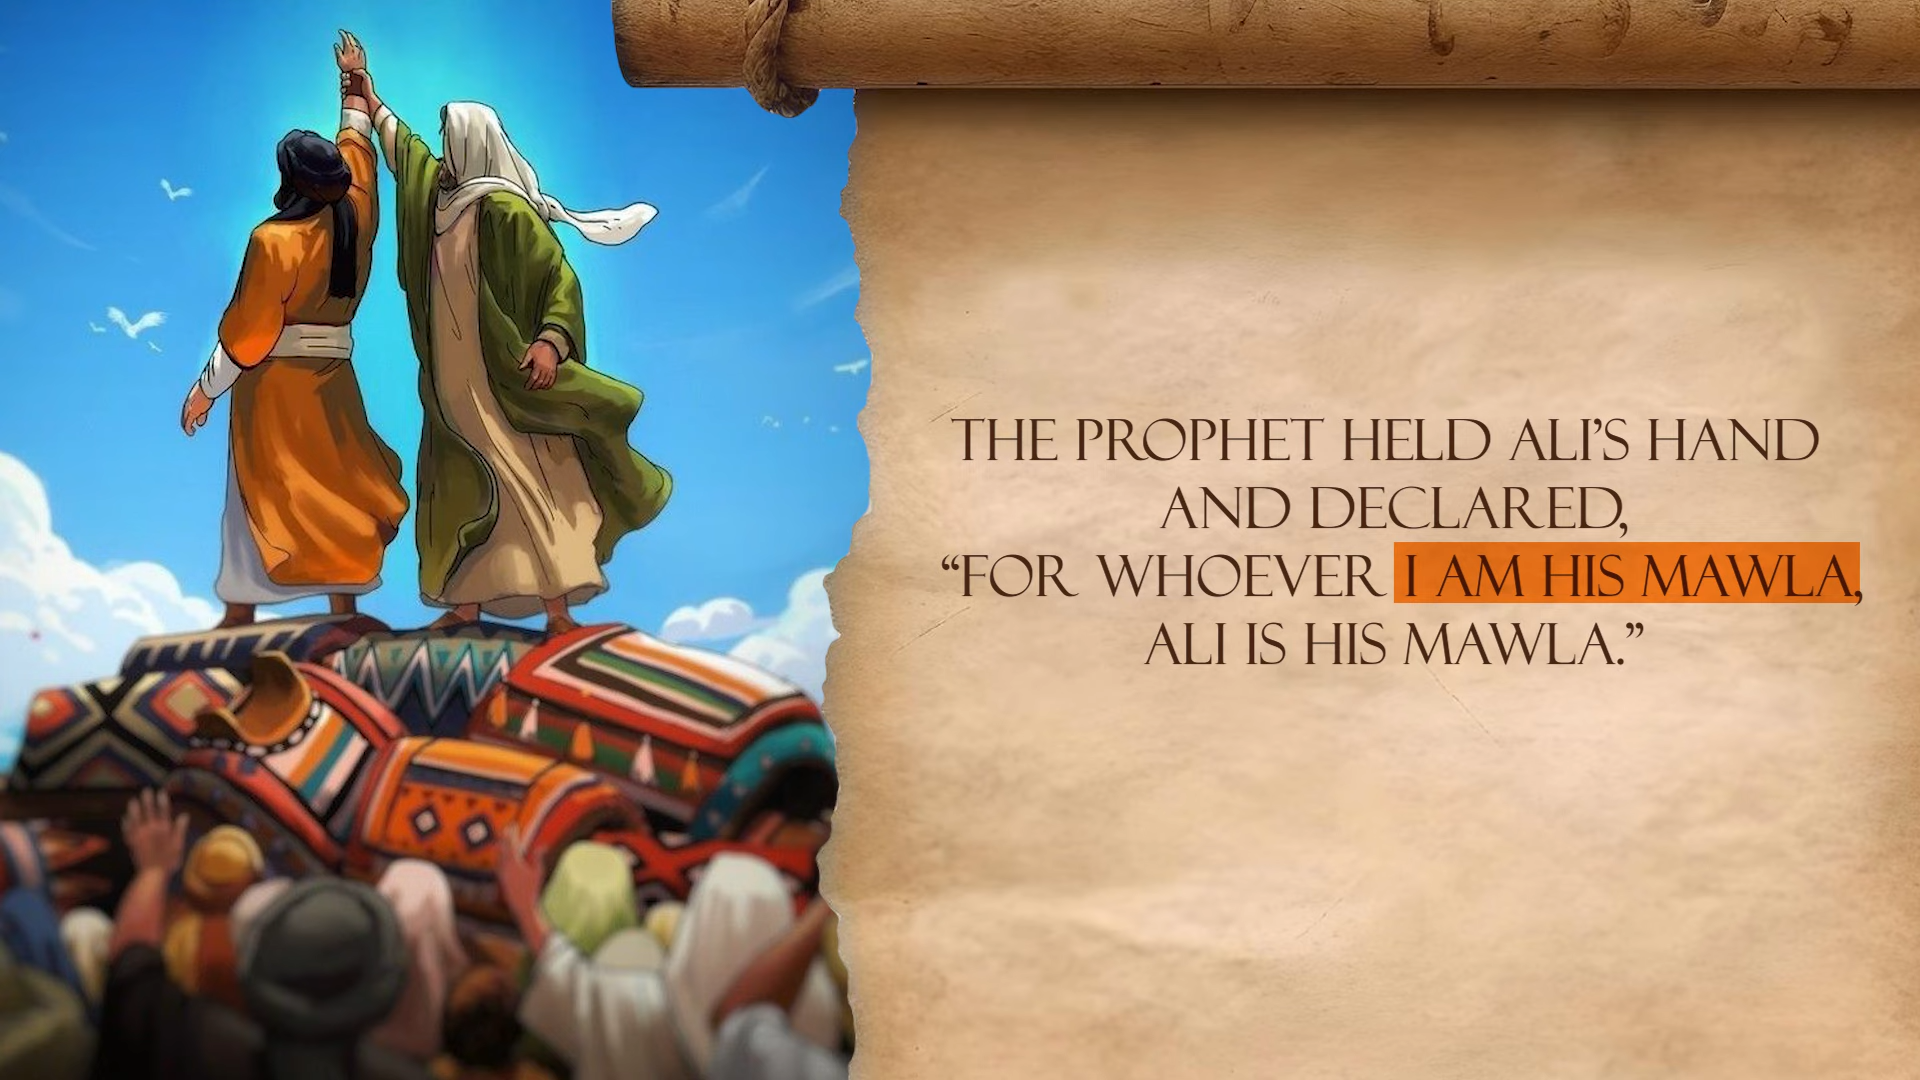 THE PROPHET HELD ALI’S HAND
AND DECLARED,
“FOR WHOEVER I AM HIS MAWLA,
ALI IS HIS MAWLA.”